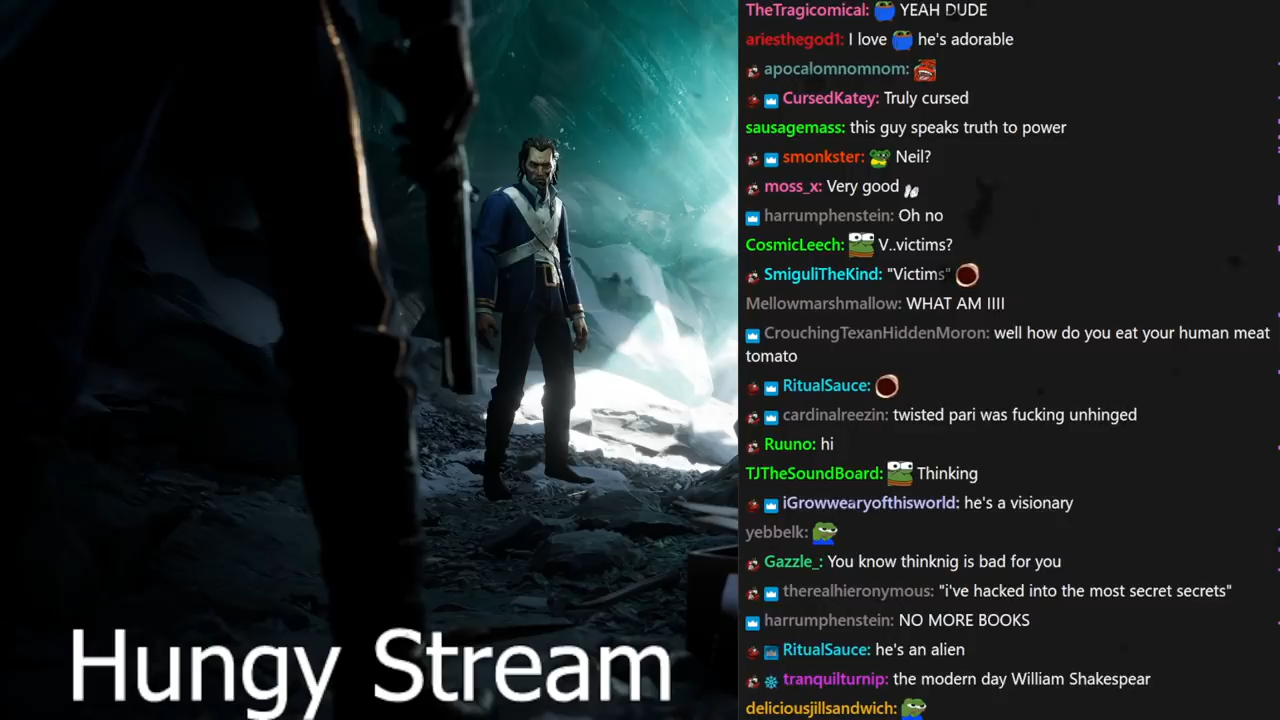 TheTragicomical: YEAH DUDE
ariesthegod1: I love he's adorable
apocalomnomnom:
CursedKatey: Truly cursed
sausagemass: this guy speaks truth to power
smonkster: Neil?
moss_x: Very good
harrumphenstein: Oh no
CosmicLeech: V..victims?
SmiguliTheKind: "Victims"
Mellowmarshmallow: WHAT AM IIII
CrouchingTexanHiddenMoron: well how do you eat your human meat
tomato
RitualSauce:
cardinalreezin: twisted pari was fucking unhinged
Ruuno: hi
TJTheSoundBoard: Thinking
iGrowwearyofthisworld: he's a visionary
yebbelk:
Gazzle_: You know thinknig is bad for you
therealhieronymous: "i've hacked into the most secret secrets"
harrumphenstein: NO MORE BOOKS
RitualSauce: he's an alien
tranquilturnip: the modern day William Shakespear
deliciousjillsandwich:
Hungy Stream